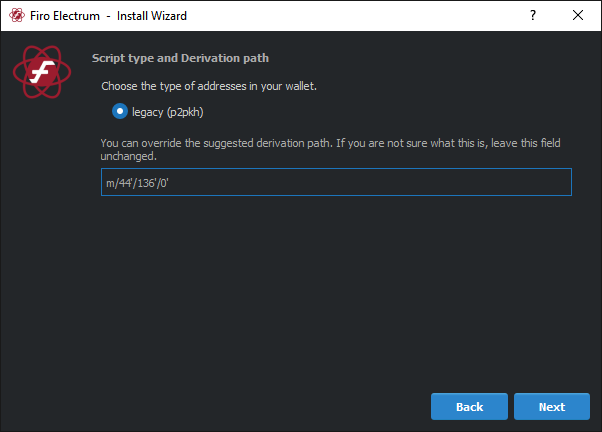 Firo Electrum - Install Wizard
Script type and Derivation path
Choose the type of addresses in your wallet.
legacy (p2pkh)
You can override the suggested derivation path. If you are not sure what this is, leave this field
unchanged.
m/44'/136'/0'
Back Next